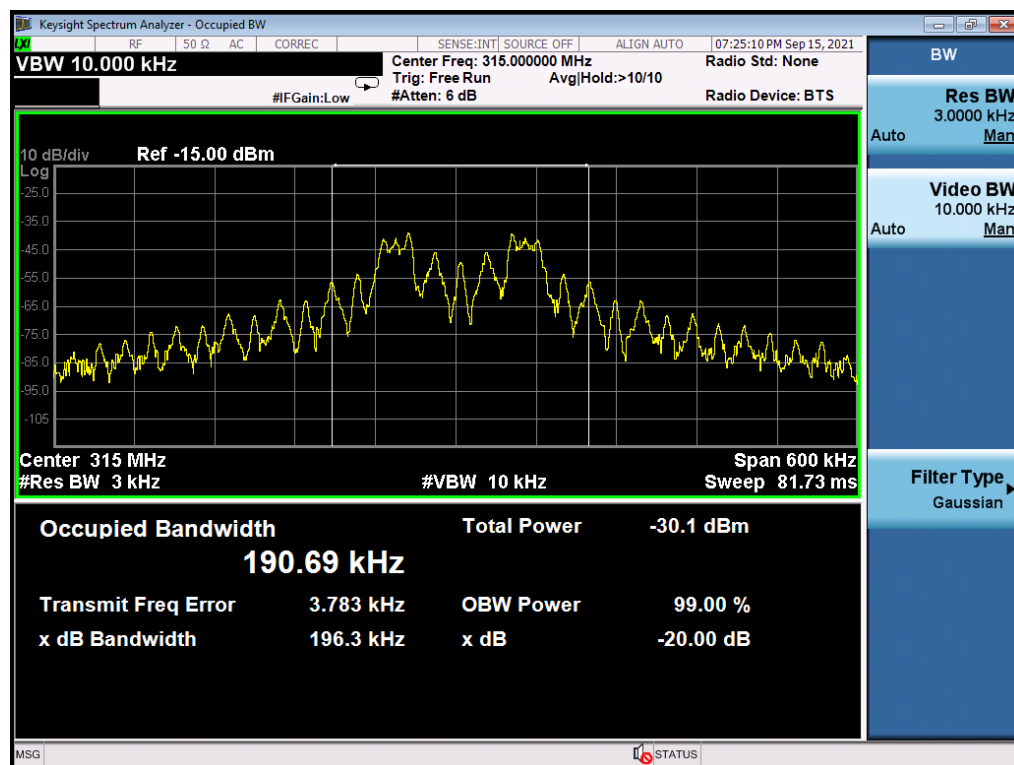 Keysight Spectrum Analyzer - Occupied BW
LXI RF 50 Ω AC CORREC SENSE:INT SOURCE OFF ALIGN AUTO 07:25:10 PM Sep 15, 2021
VBW 10.000 kHz
Center Freq: 315.000000 MHz Radio Std: None
Trig: Free Run Avg|Hold:>10/10
#IFGain:Low #Atten: 6 dB Radio Device: BTS
10 dB/div Ref -15.00 dBm
Log
-25.0
-35.0
-45.0
-55.0
-65.0
-75.0
-85.0
-95.0
-105
Center 315 MHz Span 600 kHz
#Res BW 3 kHz #VBW 10 kHz Sweep 81.73 ms
Occupied Bandwidth Total Power -30.1 dBm
190.69 kHz
Transmit Freq Error 3.783 kHz OBW Power 99.00 %
x dB Bandwidth 196.3 kHz x dB -20.00 dB
MSG STATUS
BW
Res BW
3.0000 kHz
Auto Man
Video BW
10.000 kHz
Auto Man
Filter Type
Gaussian